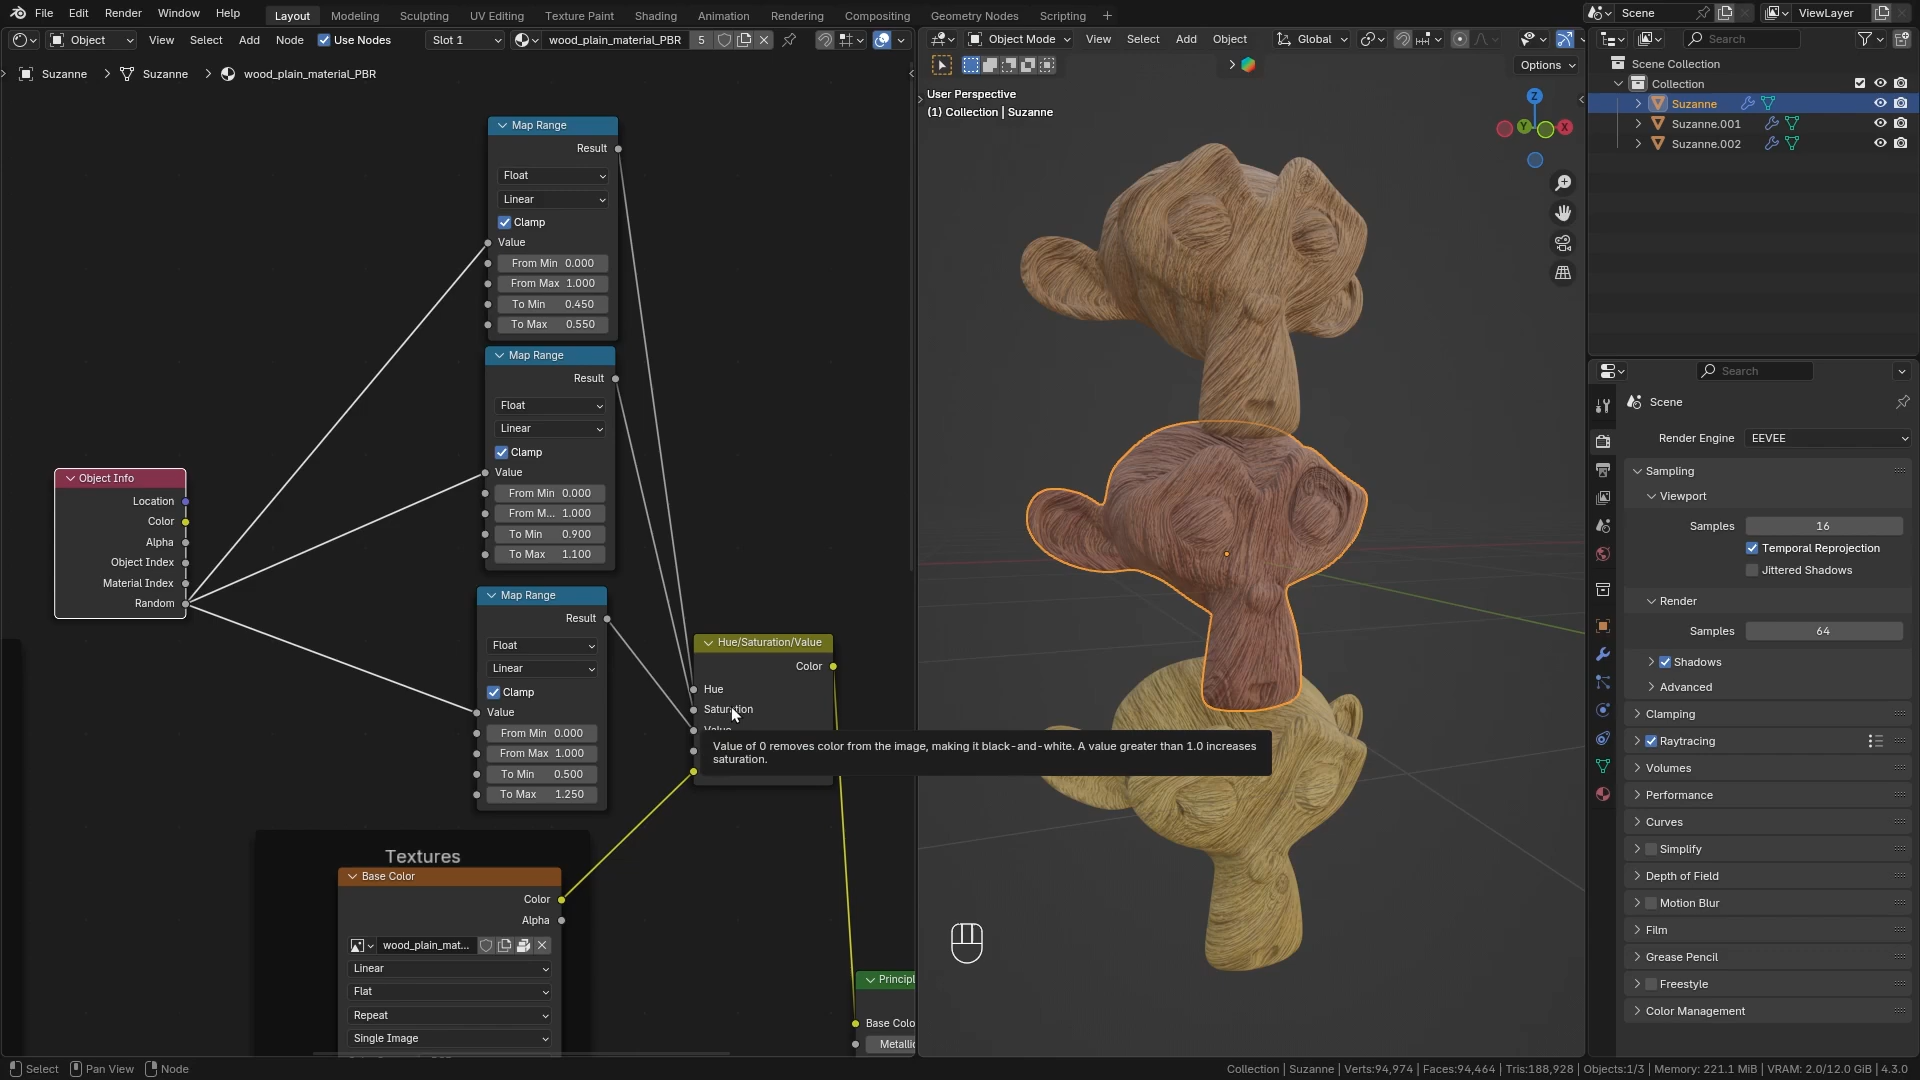 File Edit Render Window Help
Layout Modeling Sculpting UV Editing Texture Paint Shading Animation Rendering Compositing Geometry Nodes Scripting +
Scene
ViewLayer
Object View Select Add Node Use Nodes Slot 1 wood_plain_material_PBR 5
Object Mode View Select Add Object Global
Options
Suzanne > Suzanne > wood_plain_material_PBR
User Perspective
(1) Collection | Suzanne
Z
Y
X
Map Range
Result
Float
Linear
Clamp
Value
From Min 0.000
From Max 1.000
To Min 0.450
To Max 0.550
Map Range
Result
Float
Linear
Clamp
Value
From Min 0.000
From M... 1.000
To Min 0.900
To Max 1.100
Object Info
Location
Color
Alpha
Object Index
Material Index
Random
Map Range
Result
Float
Linear
Clamp
Value
From Min 0.000
From Max 1.000
To Min 0.500
To Max 1.250
Hue/Saturation/Value
Color
Hue
Saturation
Value of 0 removes color from the image, making it black-and-white. A value greater than 1.0 increases
saturation.
Textures
Base Color
Color
Alpha
wood_plain_mat...
Linear
Flat
Repeat
Single Image
Princip
Base Colo
Metallic
Search
Scene Collection
Collection
Suzanne
Suzanne.001
Suzanne.002
Search
Scene
Render Engine EEVEE
Sampling
Viewport
Samples 16
Temporal Reprojection
Jittered Shadows
Render
Samples 64
Shadows
Advanced
Clamping
Raytracing
Volumes
Performance
Curves
Simplify
Depth of Field
Motion Blur
Film
Grease Pencil
Freestyle
Color Management
Select Pan View Node
Collection | Suzanne | Verts:94,974 | Faces:94,464 | Tris:188,928 | Objects:1/3 | Memory: 221.1 MiB | VRAM: 2.0/12.0 GiB | 4.3.0